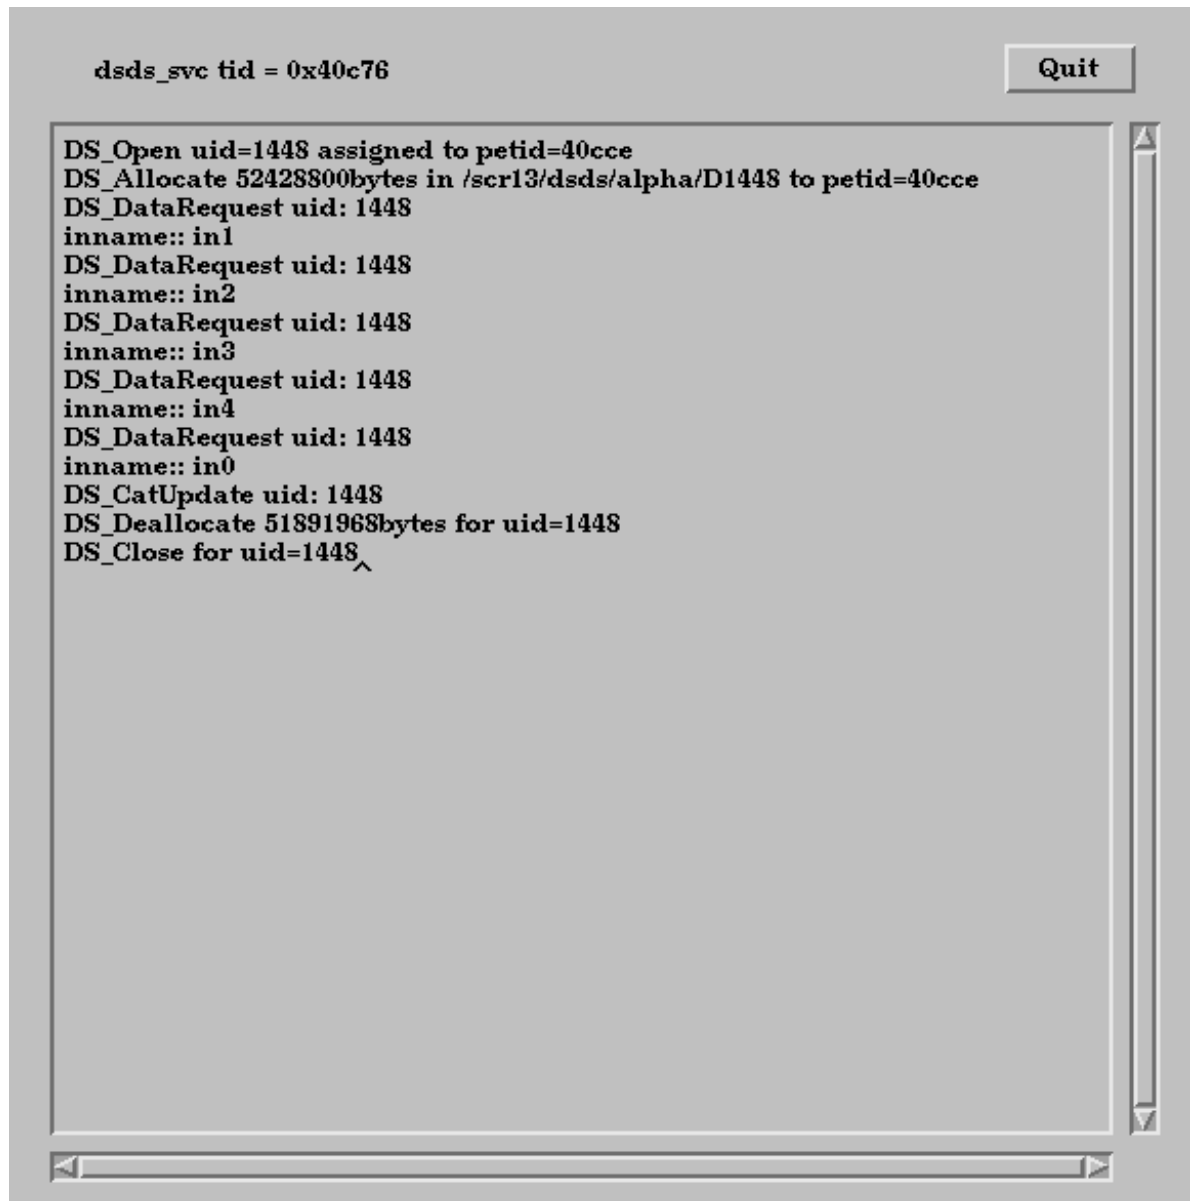 dsds_svc tid = 0x40c76
Quit
DS_Open uid=1448 assigned to petid=40cce
DS_Allocate 52428800bytes in /scr13/dsds/alpha/D1448 to petid=40cce
DS_DataRequest uid: 1448
inname:: in1
DS_DataRequest uid: 1448
inname:: in2
DS_DataRequest uid: 1448
inname:: in3
DS_DataRequest uid: 1448
inname:: in4
DS_DataRequest uid: 1448
inname:: in0
DS_CatUpdate uid: 1448
DS_Deallocate 51891968bytes for uid=1448
DS_Close for uid=1448